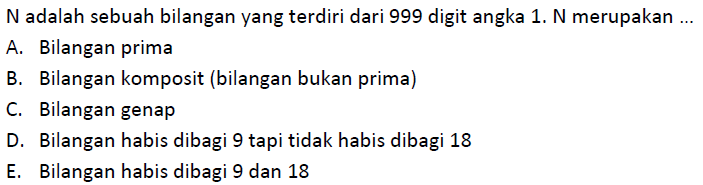 N adalah sebuah bilangan yang terdiri dari 999 digit angka 1. N merupakan ...
A. Bilangan prima
B. Bilangan komposit (bilangan bukan prima)
C. Bilangan genap
D. Bilangan habis dibagi 9 tapi tidak habis dibagi 18
E. Bilangan habis dibagi 9 dan 18